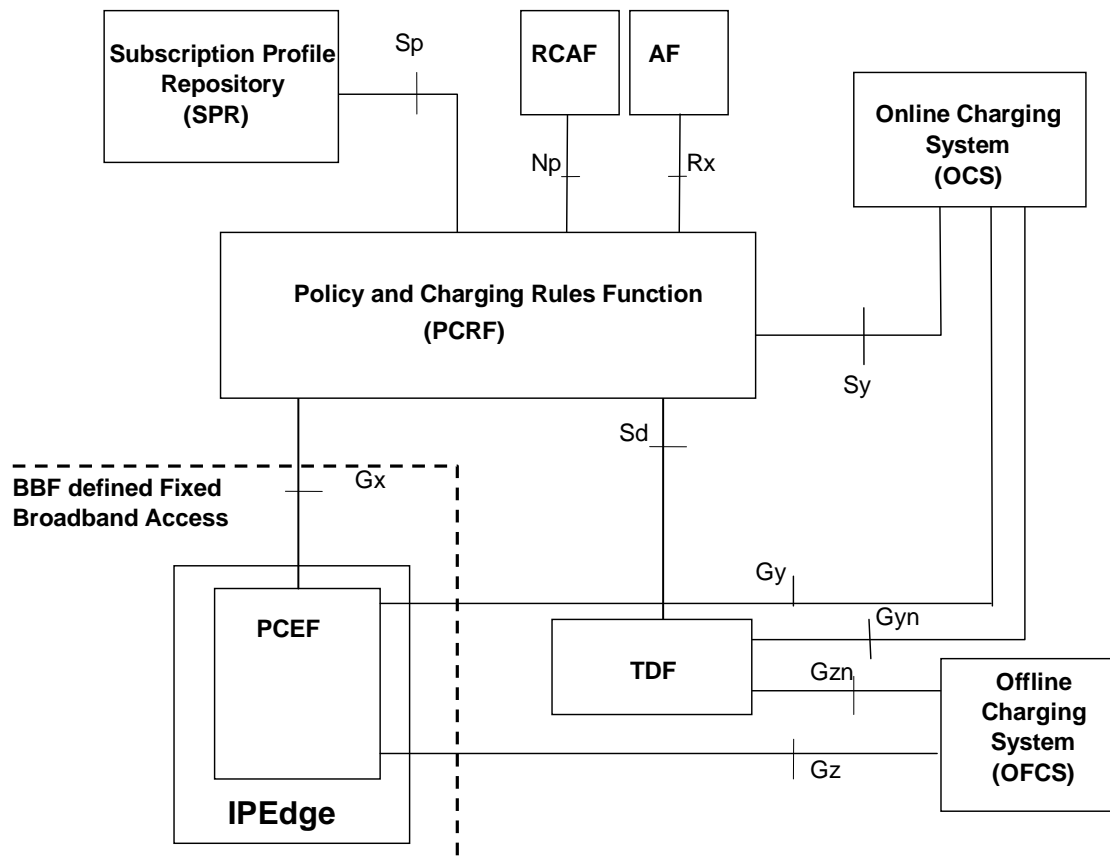 Subscription Profile
Repository
(SPR)
Sp
RCAF
AF
Online Charging
System
(OCS)
Np
Rx
Policy and Charging Rules Function
(PCRF)
Sy
Sd
Gx
BBF defined Fixed
Broadband Access
Gy
PCEF
Gyn
TDF
Gzn
Offline
Charging
System
(OFCS)
Gz
IPEdge